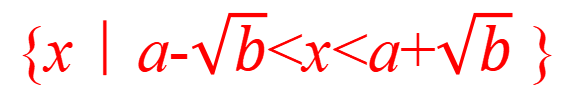 {x | a-√b<x<a+√b }